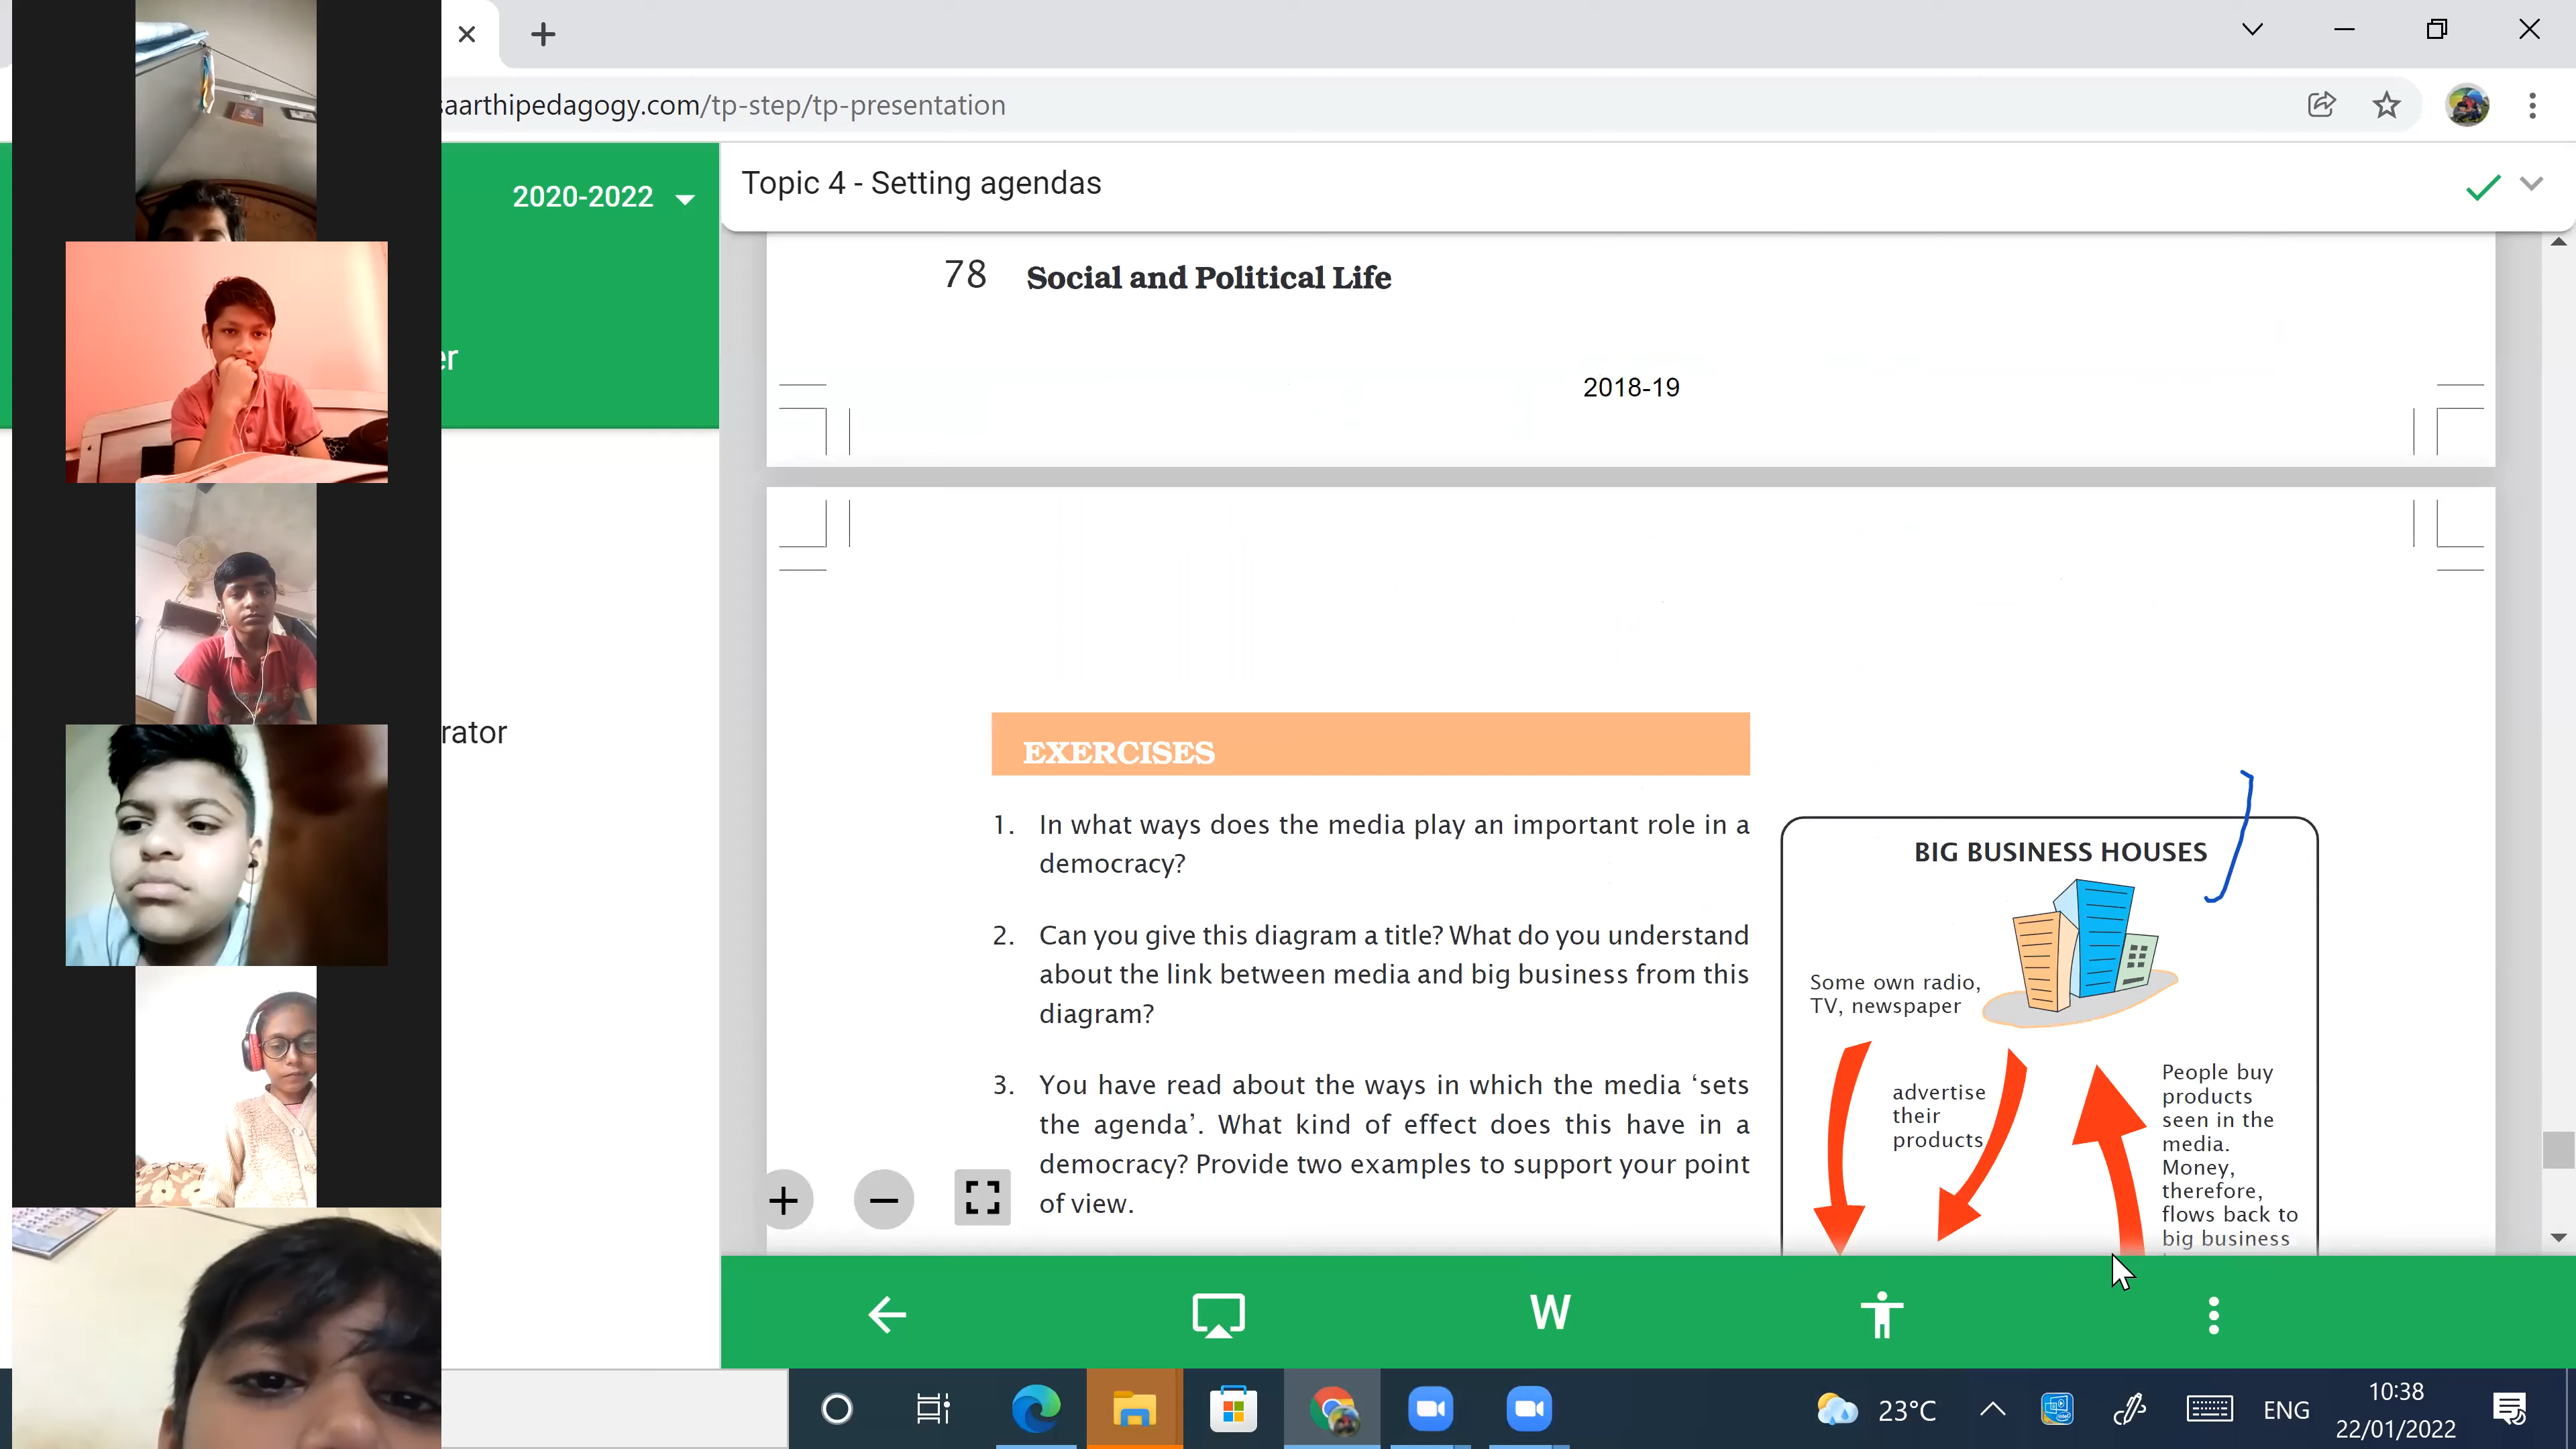 saarthipedagogy.com/tp-step/tp-presentation
2020-2022
er
rator
Topic 4 - Setting agendas
78 Social and Political Life
2018-19
EXERCISES
1. In what ways does the media play an important role in a
democracy?
2. Can you give this diagram a title? What do you understand
about the link between media and big business from this
diagram?
3. You have read about the ways in which the media ‘sets
the agenda’. What kind of effect does this have in a
democracy? Provide two examples to support your point
of view.
BIG BUSINESS HOUSES
Some own radio,
TV, newspaper
advertise
their
products
People buy
products
seen in the
media.
Money,
therefore,
flows back to
big business
W
23°C
ENG
10:38
22/01/2022